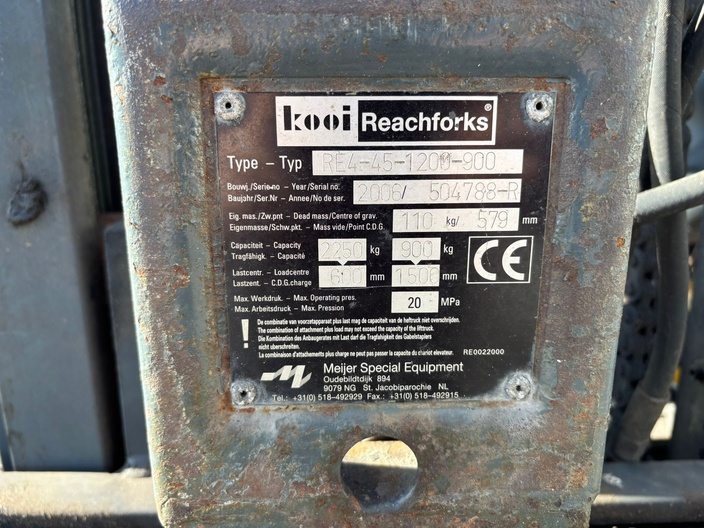 kooi Reachforks®
Type – Typ RE4-45-1200-900
Bouwj./Serie no – Year/Serial no:
Baujahr/Ser.Nr – Annee/No de ser. 2006/ 504788-R
Eig. mas./Zw.pnt – Dead mass/Centre of grav.
Eigenmasse/Schw.pkt. – Mass vide/Point C.D.G. 110 kg/ 579 mm
Capaciteit – Capacity 2250 kg 900 kg
Tragfähigk. – Capacité
Lastcentr. – Loadcentre 600 mm 1506 mm
Lastzent. – C.D.G.charge
CE
Max. Werkdruk. – Max. Operating pres. 20 MPa
Max. Arbeitsdruck – Max. Pression
! De combinatie van voorzetapparaat plus last mag de capaciteit van de heftruck niet overschrijden.
The combination of attachment plus load may not exceed the capacity of the liftruck.
Die Kombination des Anbaugerates mit Last darf die Tragfähigkeit des Gabelstaplers
nicht überschreiten.
La combinaison d'attachements plus charge ne peut pas passer la capacité du chariot elevateur. RE0022000
Meijer Special Equipment
Oudebildtdijk 894
9079 NG St. Jacobiparochie NL
Tel.: +31(0) 518-492929 Fax.: +31(0) 518-492915